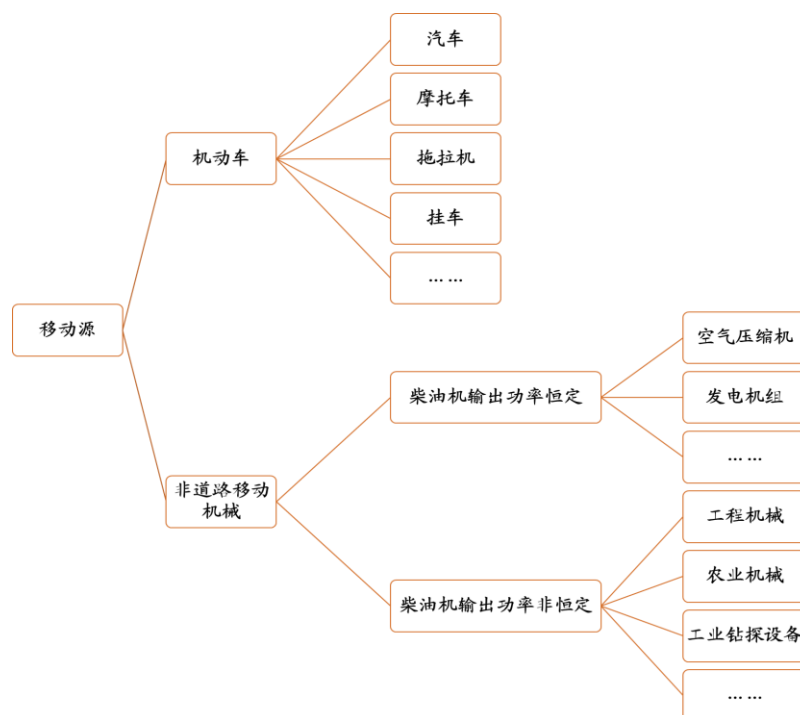 汽车
摩托车
机动车
拖拉机
挂车
... ...
移动源
空气压缩机
柴油机输出功率恒定
发电机组
... ...
非道路移动
机械
工程机械
农业机械
柴油机输出功率非恒定
工业钻探设备
... ...